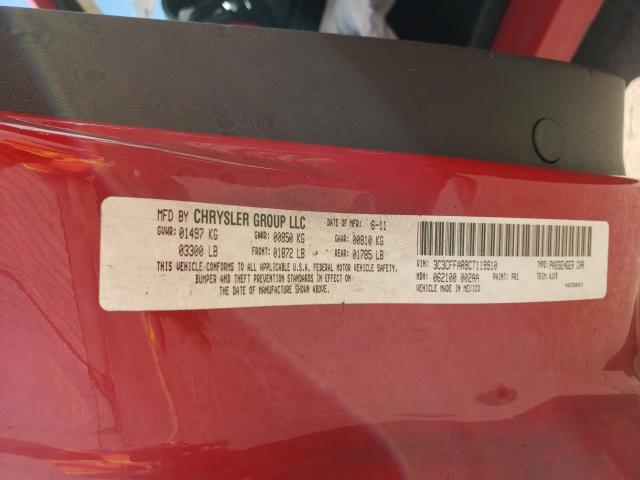 MFD BY CHRYSLER GROUP LLC DATE OF MFR: 6-11
GVWR: 01497 KG GAWR: 00850 KG GAWR: 00810 KG
03300 LB FRONT: 01872 LB REAR: 01785 LB
THIS VEHICLE CONFORMS TO ALL APPLICABLE U.S.A. FEDERAL MOTOR VEHICLE SAFETY,
BUMPER AND THEFT PREVENTION STANDARDS IN EFFECT ON
THE DATE OF MANUFACTURE SHOWN ABOVE.
VIN: 3C3CFFAR8CT119910 TYPE: PASSENGER CAR
MDH: 062100 002AA PAINT: PR1 TRIM:
VEHICLE MADE IN MEXICO